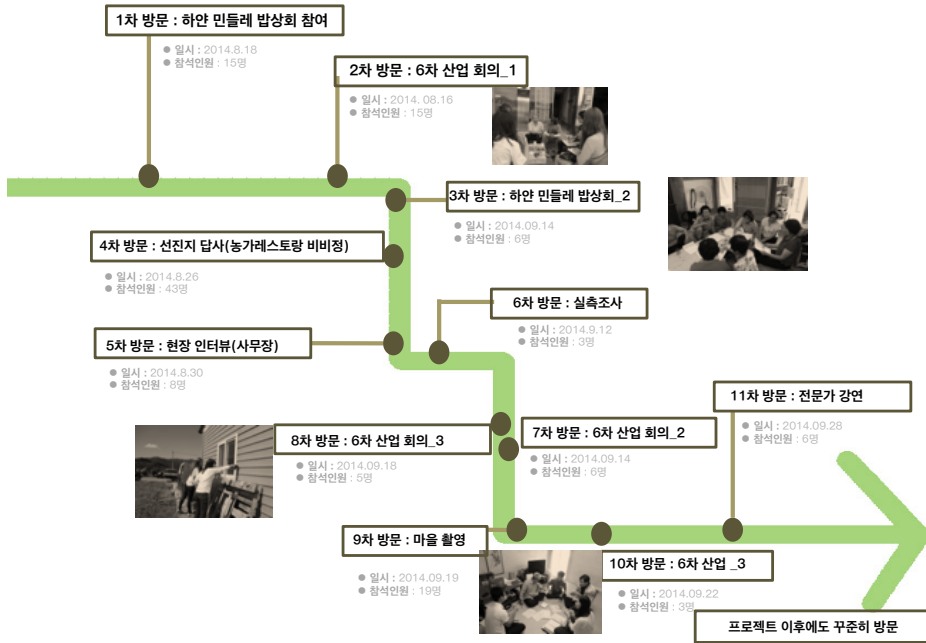 1차 방문 : 하얀 민들레 밥상회 참여
● 일시 : 2014.8.18
● 참석인원 : 15명
2차 방문 : 6차 산업 회의_1
● 일시 : 2014. 08.16
● 참석인원 : 15명
3차 방문 : 하얀 민들레 밥상회_2
● 일시 : 2014.09.14
● 참석인원 : 6명
4차 방문 : 선진지 답사(농가레스토랑 비비정)
● 일시 : 2014.8.26
● 참석인원 : 43명
5차 방문 : 현장 인터뷰(사무장)
● 일시 : 2014.8.30
● 참석인원 : 8명
6차 방문 : 실측조사
● 일시 : 2014.9.12
● 참석인원 : 3명
7차 방문 : 6차 산업 회의_2
● 일시 : 2014.09.14
● 참석인원 : 6명
8차 방문 : 6차 산업 회의_3
● 일시 : 2014.09.18
● 참석인원 : 5명
9차 방문 : 마을 촬영
● 일시 : 2014.09.19
● 참석인원 : 19명
10차 방문 : 6차 산업 _3
● 일시 : 2014.09.22
● 참석인원 : 3명
11차 방문 : 전문가 강연
● 일시 : 2014.09.28
● 참석인원 : 6명
프로젝트 이후에도 꾸준히 방문